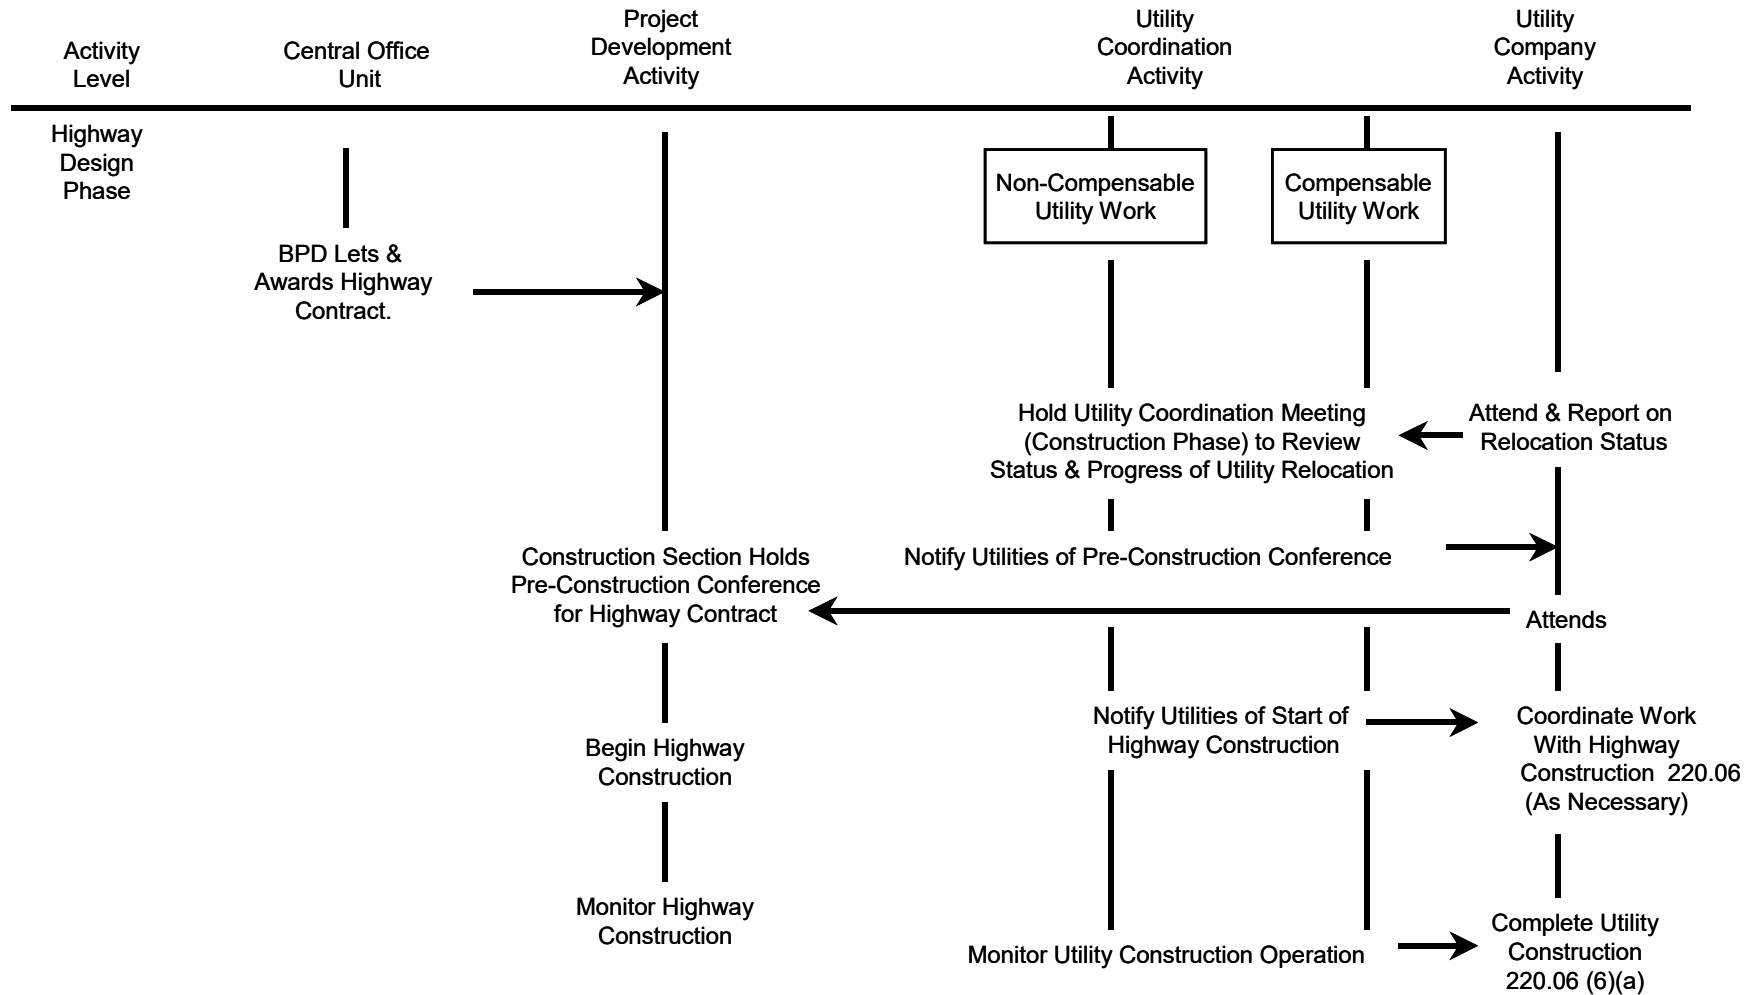 Activity
Level
Central Office
Unit
Project
Development
Activity
Utility
Coordination
Activity
Utility
Company
Activity
Highway
Design
Phase
Non-Compensable
Utility Work
Compensable
Utility Work
BPD Lets &
Awards Highway
Contract.
Hold Utility Coordination Meeting
(Construction Phase) to Review
Status & Progress of Utility Relocation
Attend & Report on
Relocation Status
Construction Section Holds
Pre-Construction Conference
for Highway Contract
Notify Utilities of Pre-Construction Conference
Attends
Notify Utilities of Start of
Highway Construction
Coordinate Work
With Highway
Construction 220.06
(As Necessary)
Begin Highway
Construction
Monitor Highway
Construction
Monitor Utility Construction Operation
Complete Utility
Construction
220.06 (6)(a)